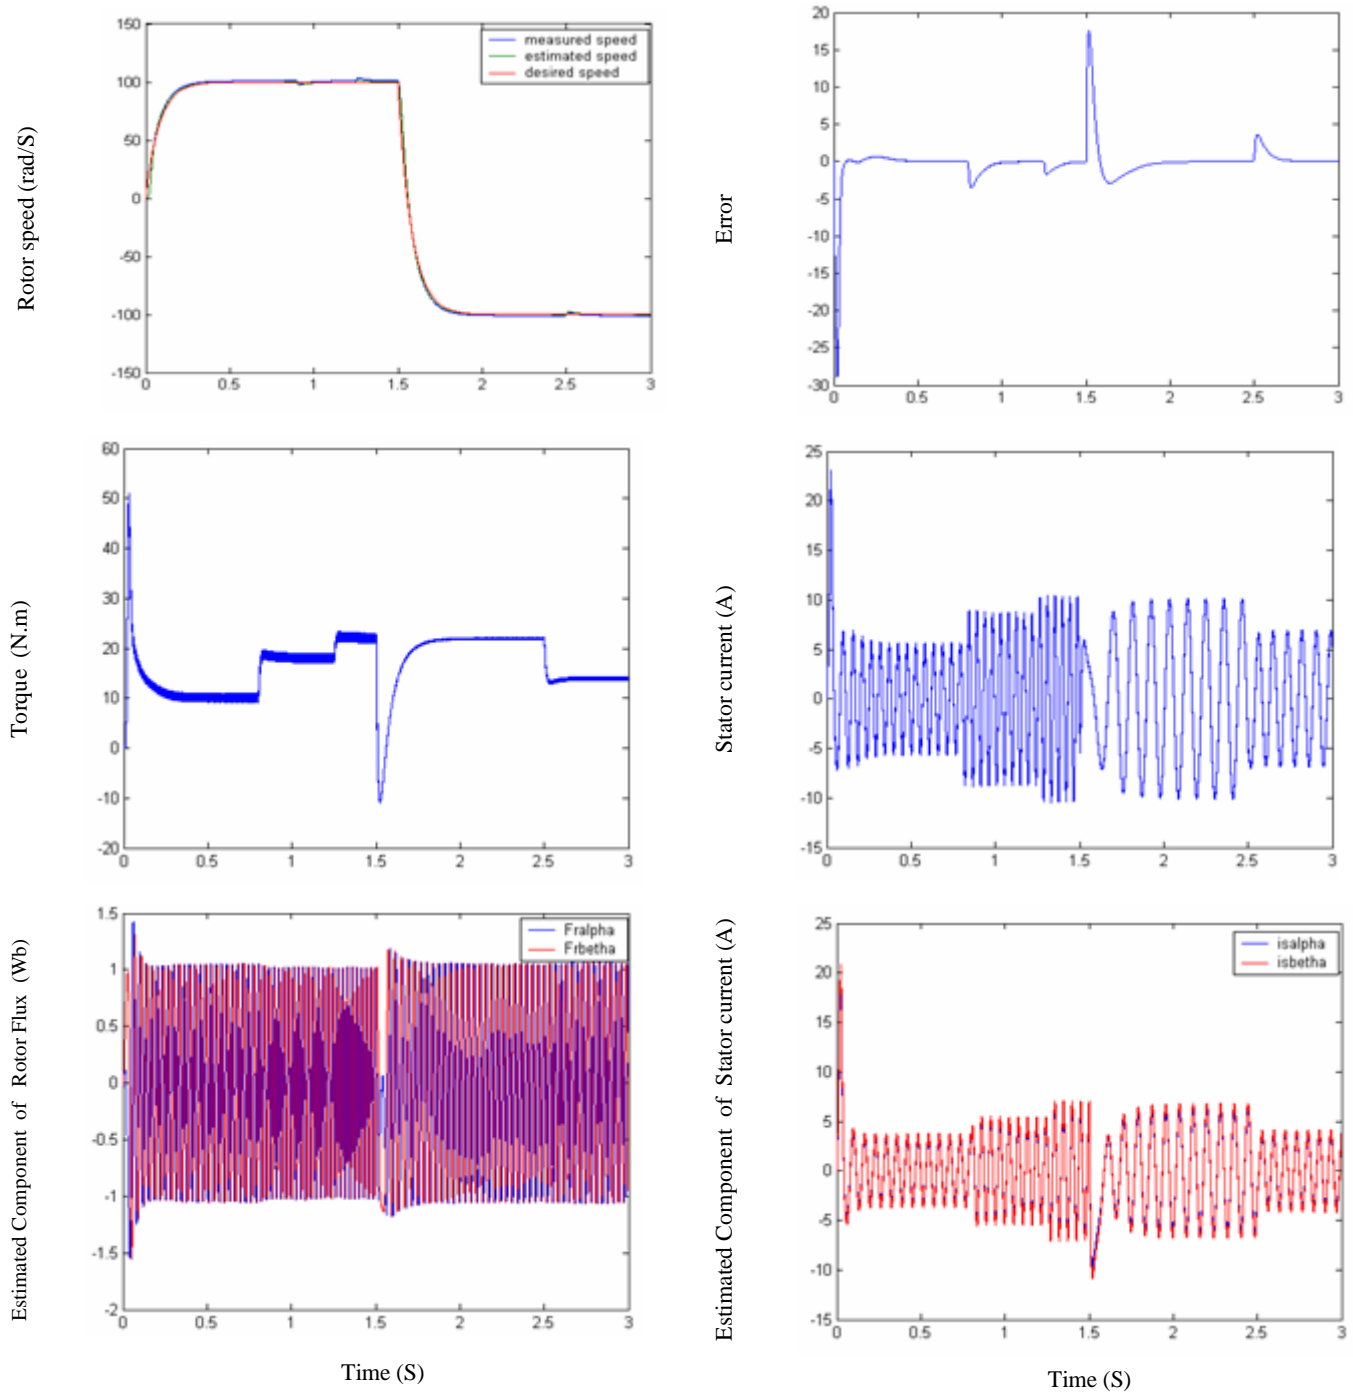 Rotor speed (rad/S)
150
100
50
0
-50
-100
-150
0 0.5 1 1.5 2 2.5 3
measured speed
estimated speed
desired speed
Error
20
15
10
5
0
-5
-10
-15
-20
-25
-30
0 0.5 1 1.5 2 2.5 3
Torque (N.m)
60
50
40
30
20
10
0
-10
-20
0 0.5 1 1.5 2 2.5 3
Stator current (A)
25
20
15
10
5
0
-5
-10
-15
0 0.5 1 1.5 2 2.5 3
Estimated Component of Rotor Flux (Wb)
1.5
1
0.5
0
-0.5
-1
-1.5
-2
0 0.5 1 1.5 2 2.5 3
Fralpha
Frbetha
Time (S)
Estimated Component of Stator current (A)
25
20
15
10
5
0
-5
-10
-15
0 0.5 1 1.5 2 2.5 3
isalpha
isbetha
Time (S)